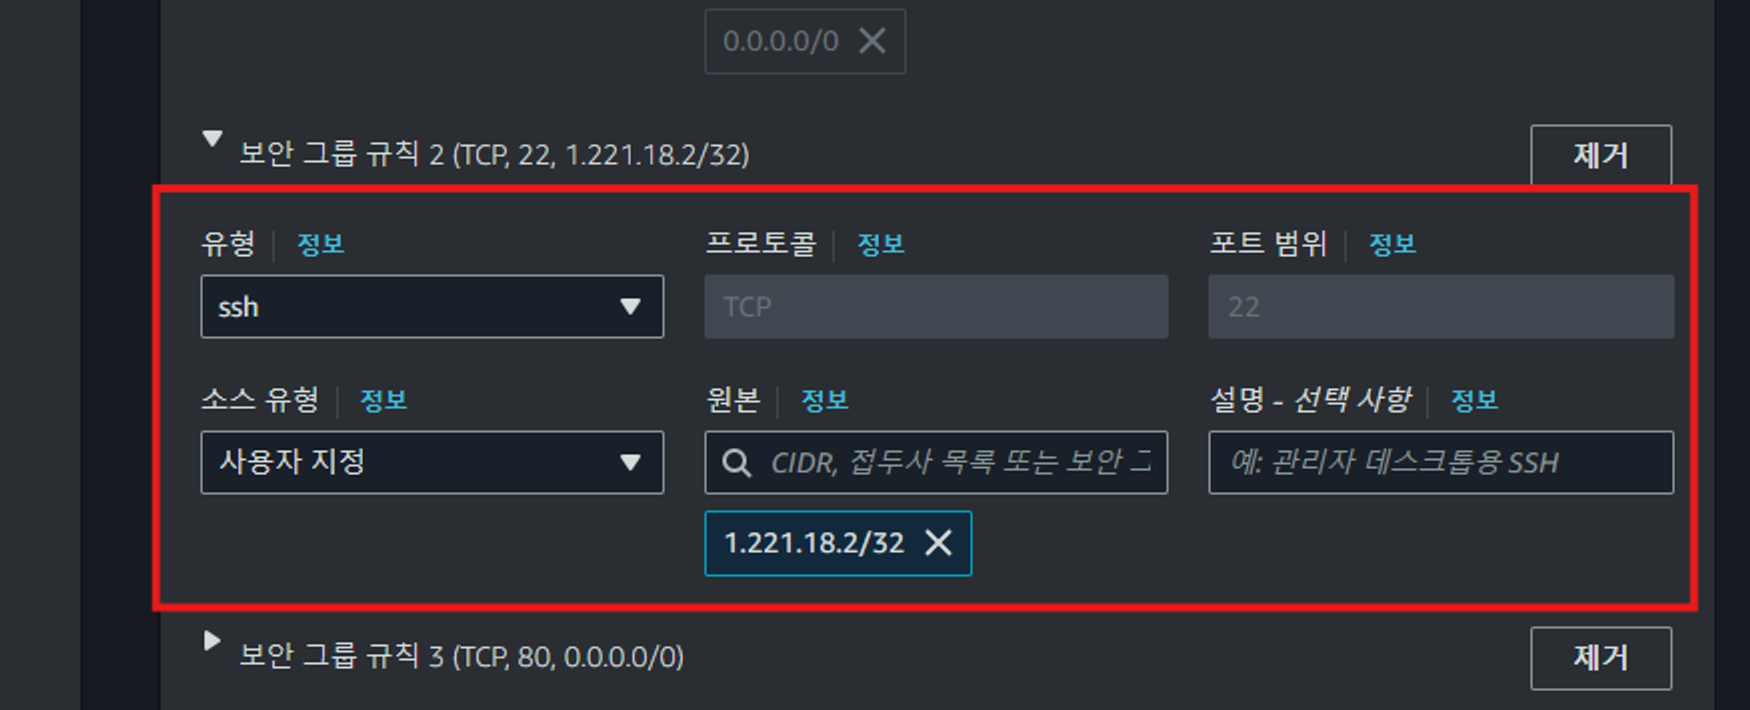 0.0.0.0/0
보안 그룹 규칙 2 (TCP, 22, 1.221.18.2/32)
제거
유형 정보
프로토콜 정보
포트 범위 정보
ssh
TCP
22
소스 유형 정보
원본 정보
설명 - 선택 사항 정보
사용자 지정
CIDR, 접두사 목록 또는 보안 그
예: 관리자 데스크톱용 SSH
1.221.18.2/32
보안 그룹 규칙 3 (TCP, 80, 0.0.0.0/0)
제거